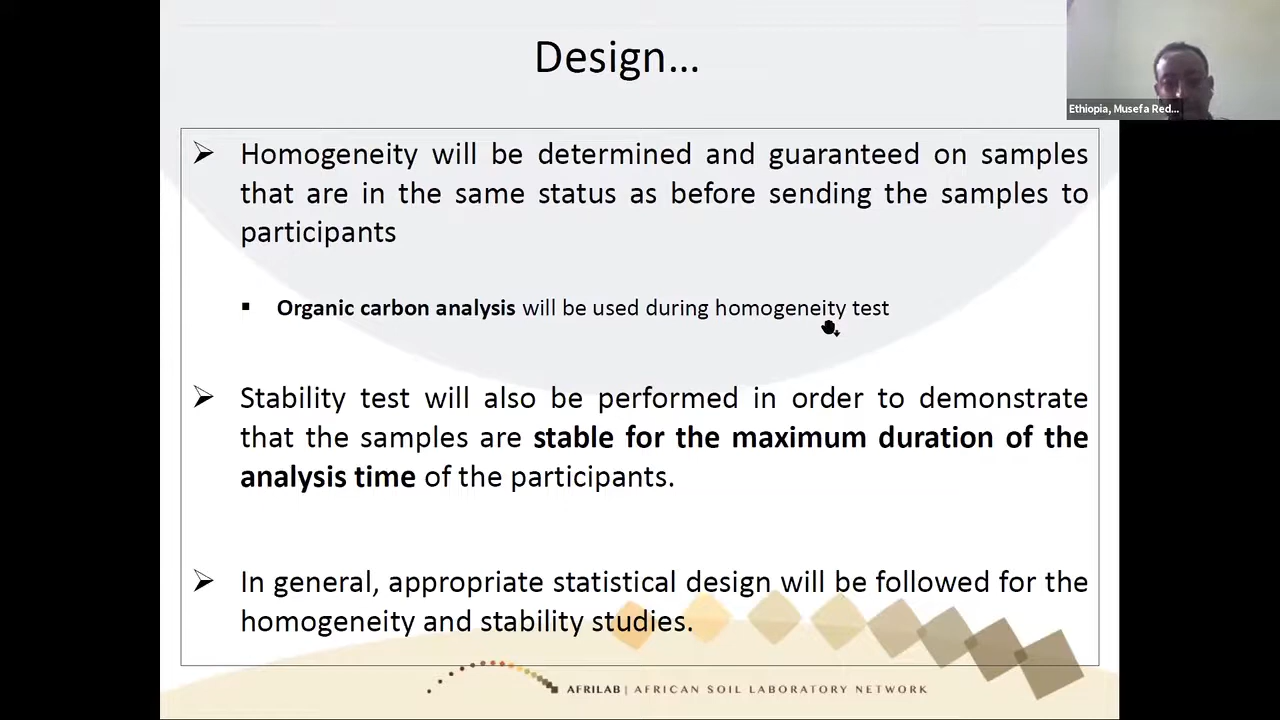 Design...
Ethiopia, Musefa Red...
Homogeneity will be determined and guaranteed on samples
that are in the same status as before sending the samples to
participants
Organic carbon analysis will be used during homogeneity test
Stability test will also be performed in order to demonstrate
that the samples are stable for the maximum duration of the
analysis time of the participants.
In general, appropriate statistical design will be followed for the
homogeneity and stability studies.
AFRILAB | AFRICAN SOIL LABORATORY NETWORK